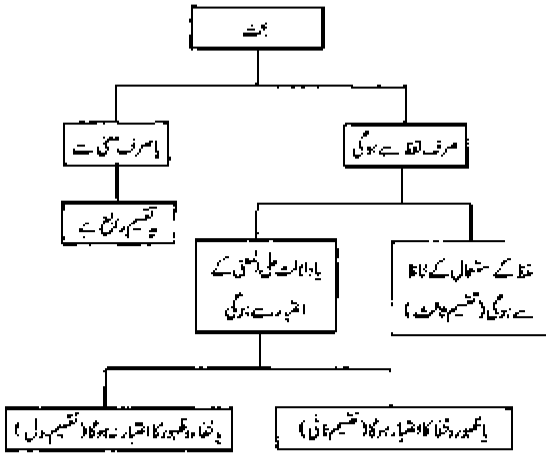 بحث
صرف لفظ سے ہوگی
یا صرف معنی سے
یہ تقسیم رابع ہے
لفظ کے استعمال کے لحاظ
سے ہوگی (تقسیم ثالث)
یا دلالت علی المعنی کے
اعتبار سے ہوگی
یا ظہور و خفا کا اعتبار ہوگا (تقسیم ثانی)
یا خفاء و ظہور کا اعتبار نہ ہوگا (تقسیم اول)